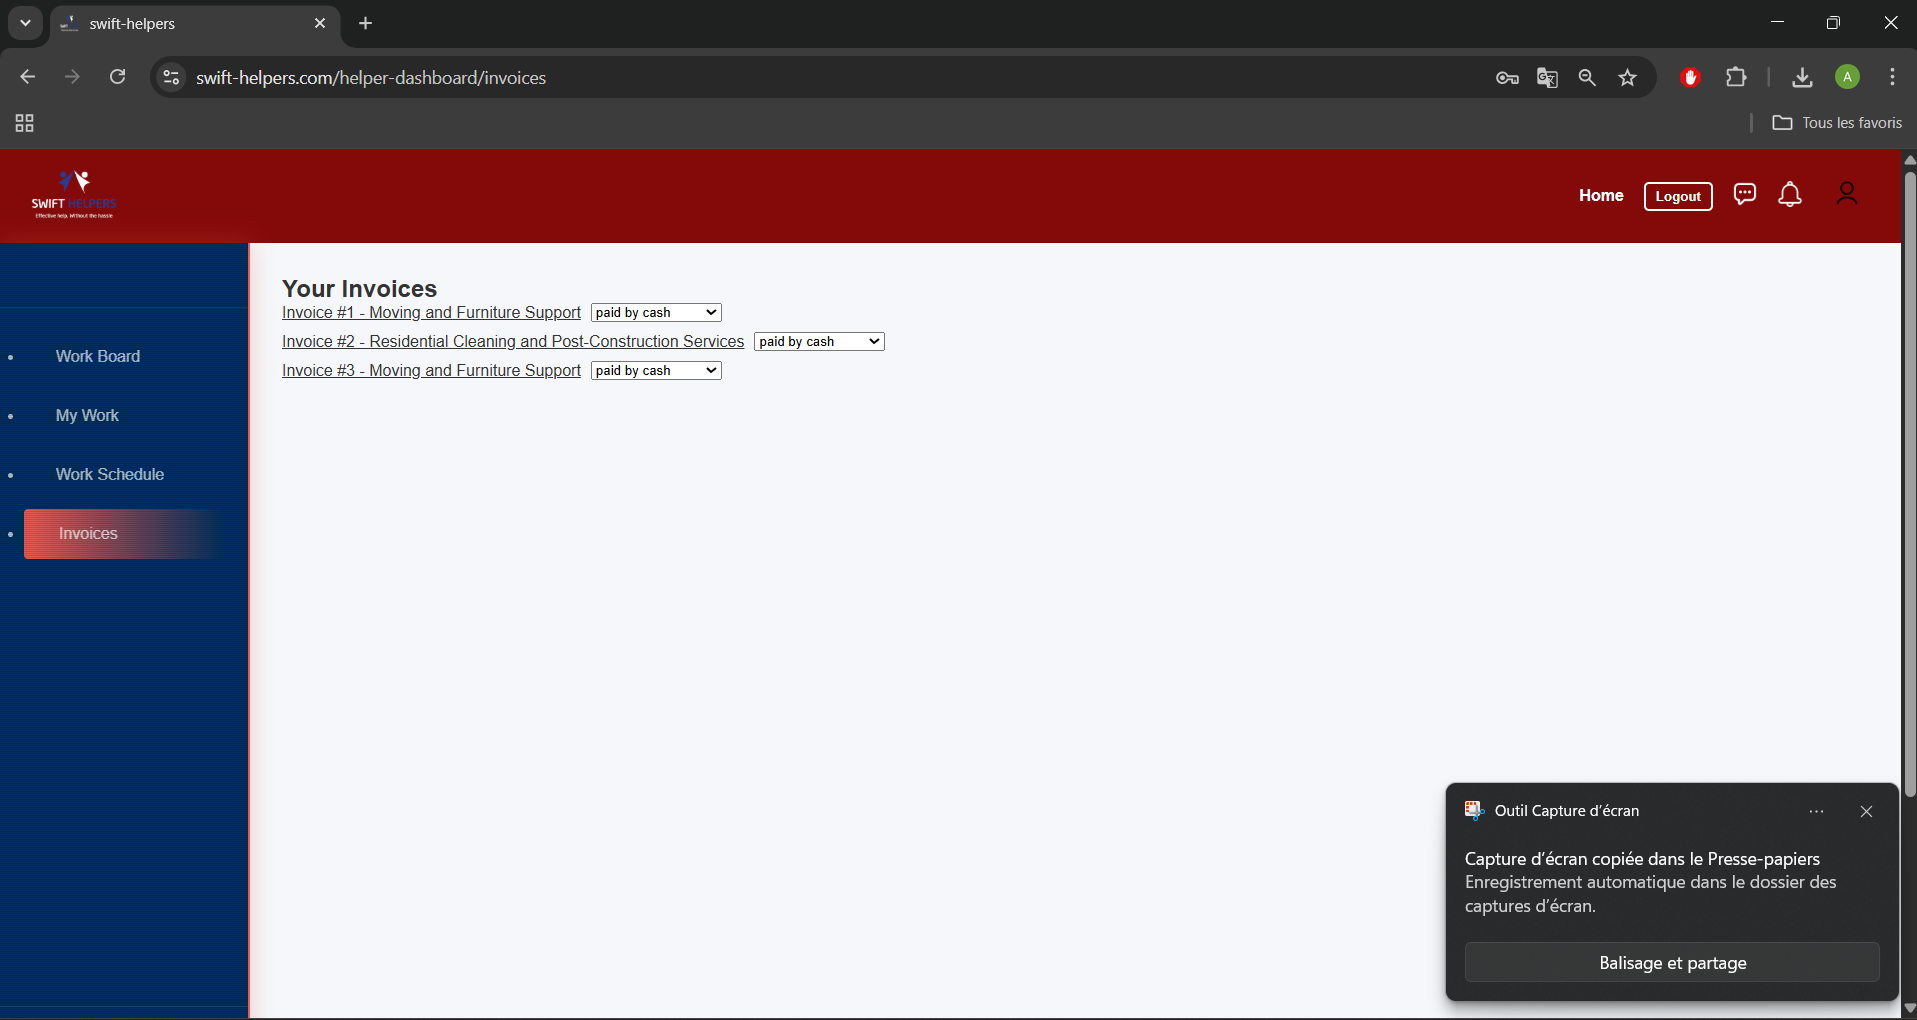 swift-helpers
swift-helpers.com/helper-dashboard/invoices
A
Tous les favoris
SWIFT HELPERS
Effective help, Without the hassle
Home
Logout
Work Board
My Work
Work Schedule
Invoices
Your Invoices
Invoice #1 - Moving and Furniture Support paid by cash
Invoice #2 - Residential Cleaning and Post-Construction Services paid by cash
Invoice #3 - Moving and Furniture Support paid by cash
Outil Capture d'écran
Capture d'écran copiée dans le Presse-papiers
Enregistrement automatique dans le dossier des
captures d'écran.
Balisage et partage